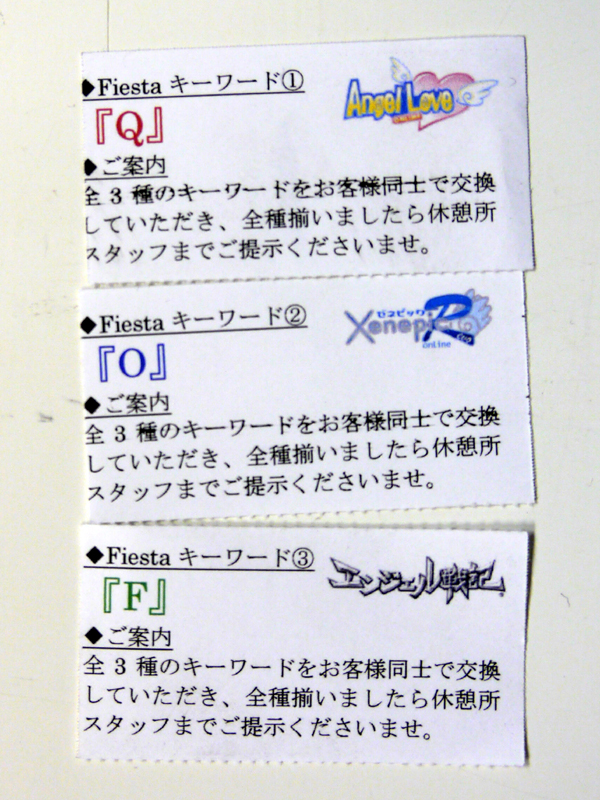 ◆Fiesta キーワード①
Angel Love
ONLINE
『Q』
◆ご案内
全 3 種のキーワードをお客様同士で交換
していただき、全種揃いましたら休憩所
スタッフまでご提示くださいませ。
◆Fiesta キーワード②
ゼノピックR
Xenepic R
online
『O』
◆ご案内
全 3 種のキーワードをお客様同士で交換
していただき、全種揃いましたら休憩所
スタッフまでご提示くださいませ。
◆Fiesta キーワード③
エンジェル戦記
『F』
◆ご案内
全 3 種のキーワードをお客様同士で交換
していただき、全種揃いましたら休憩所
スタッフまでご提示くださいませ。